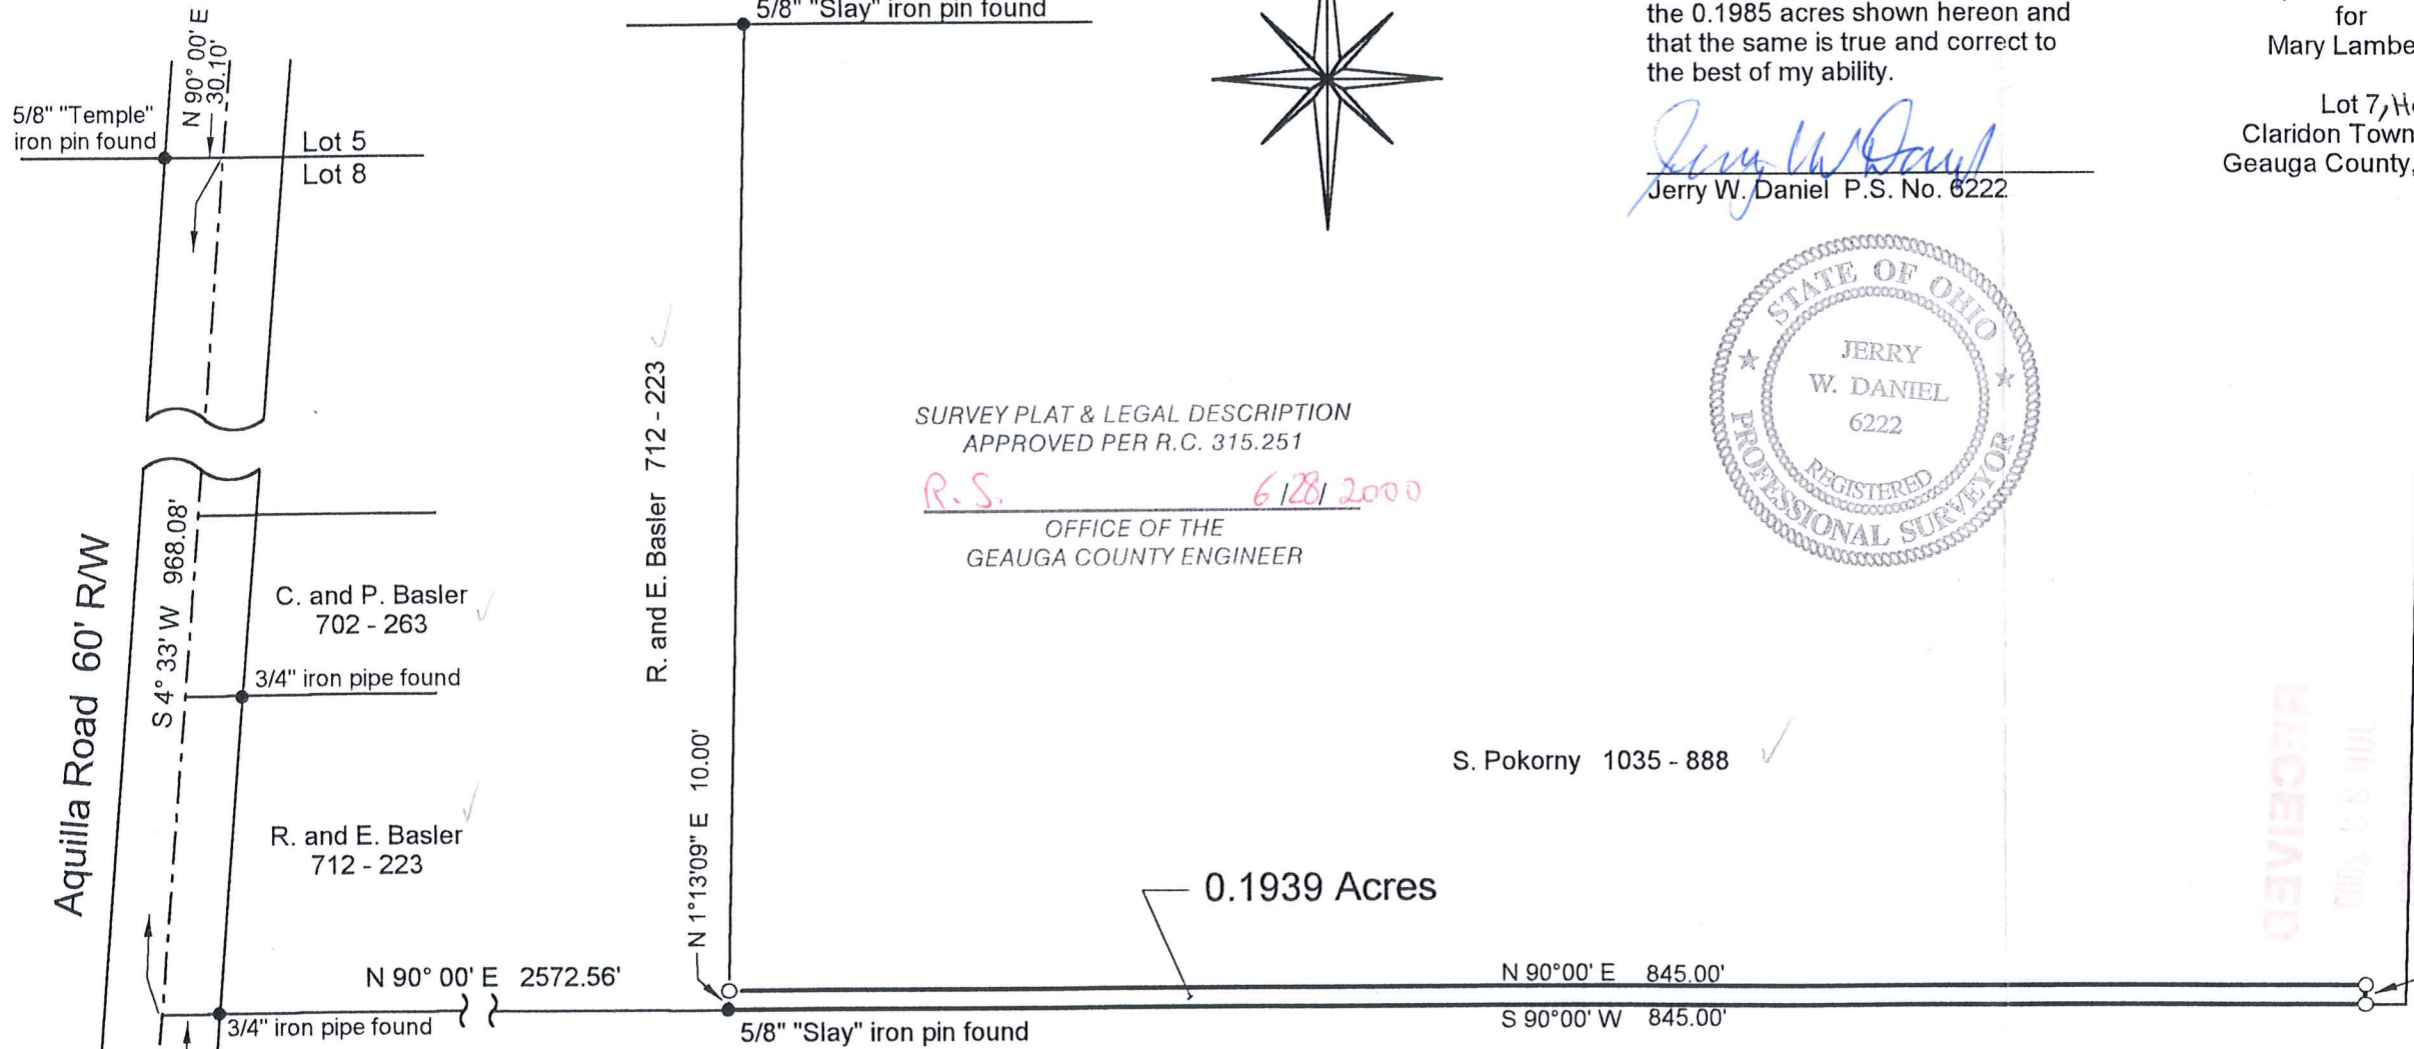 5/8" "Slay" iron pin found
the 0.1985 acres shown hereon and
that the same is true and correct to
the best of my ability.
Jerry W. Daniel
Jerry W. Daniel P.S. No. 6222
for
Mary Lambe
Lot 7,
Claridon Town
Geauga County,
N 90° 00' E
30.10'
5/8" "Temple"
iron pin found
Lot 5
Lot 8
STATE OF OHIO
JERRY
W. DANIEL
6222
REGISTERED
PROFESSIONAL SURVEYOR
SURVEY PLAT & LEGAL DESCRIPTION
APPROVED PER R.C. 315.251
R.S. 6/28/2000
OFFICE OF THE
GEAUGA COUNTY ENGINEER
R. and E. Basler 712 - 223
Aquilla Road 60' R/W
S 4° 33' W 968.08'
C. and P. Basler
702 - 263
3/4" iron pipe found
R. and E. Basler
712 - 223
S. Pokorny 1035 - 888
RECEIVED
N 1°13'09" E 10.00'
0.1939 Acres
N 90° 00' E 2572.56'
N 90°00' E 845.00'
S 90°00' W 845.00'
3/4" iron pipe found
5/8" "Slay" iron pin found